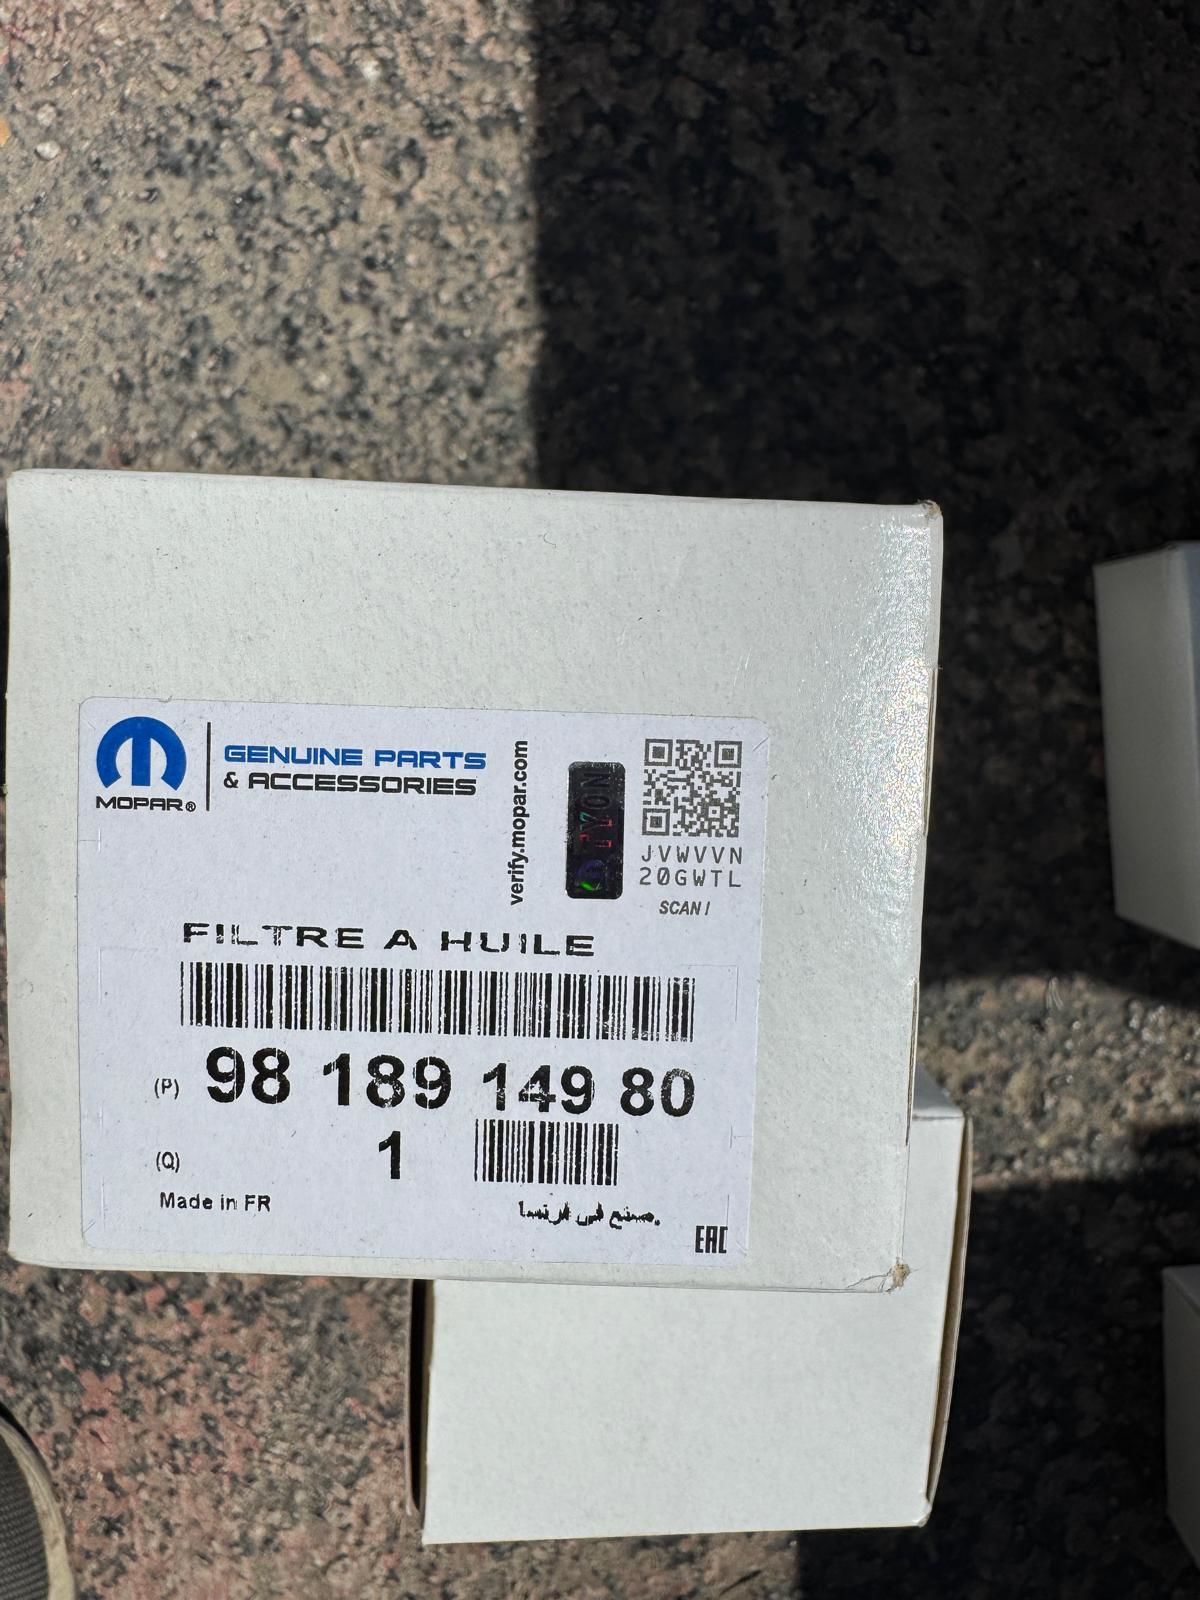 MOPAR®
GENUINE PARTS
& ACCESSORIES
verify.mopar.com
JVWVVN
20GWTL
SCAN!
FILTRE A HUILE
(P) 98 189 149 80
(Q) 1
Made in FR
صنع في فرنسا.
EAC